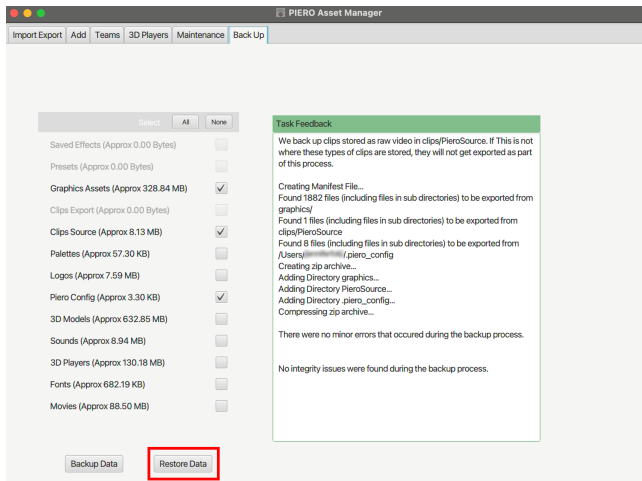 PIERO Asset Manager
Import Export Add Teams 3D Players Maintenance Back Up
Select All None
Saved Effects (Approx 0.00 Bytes)
Presets (Approx 0.00 Bytes)
Graphics Assets (Approx 328.84 MB)
Clips Export (Approx 0.00 Bytes)
Clips Source (Approx 8.13 MB)
Palettes (Approx 57.30 KB)
Logos (Approx 7.59 MB)
Piero Config (Approx 3.30 KB)
3D Models (Approx 632.85 MB)
Sounds (Approx 8.94 MB)
3D Players (Approx 130.18 MB)
Fonts (Approx 682.19 KB)
Movies (Approx 88.50 MB)
Backup Data Restore Data
Task Feedback
We back up clips stored as raw video in clips/PieroSource. If This is not
where these types of clips are stored, they will not get exported as part
of this process.
Creating Manifest File...
Found 1882 files (including files in sub directories) to be exported from
graphics/
Found 1 files (including files in sub directories) to be exported from
clips/PieroSource
Found 8 files (including files in sub directories) to be exported from
/Users/ /.piero_config
Creating zip archive...
Adding Directory graphics...
Adding Directory PieroSource...
Adding Directory .piero_config...
Compressing zip archive...
There were no minor errors that occured during the backup process.
No integrity issues were found during the backup process.